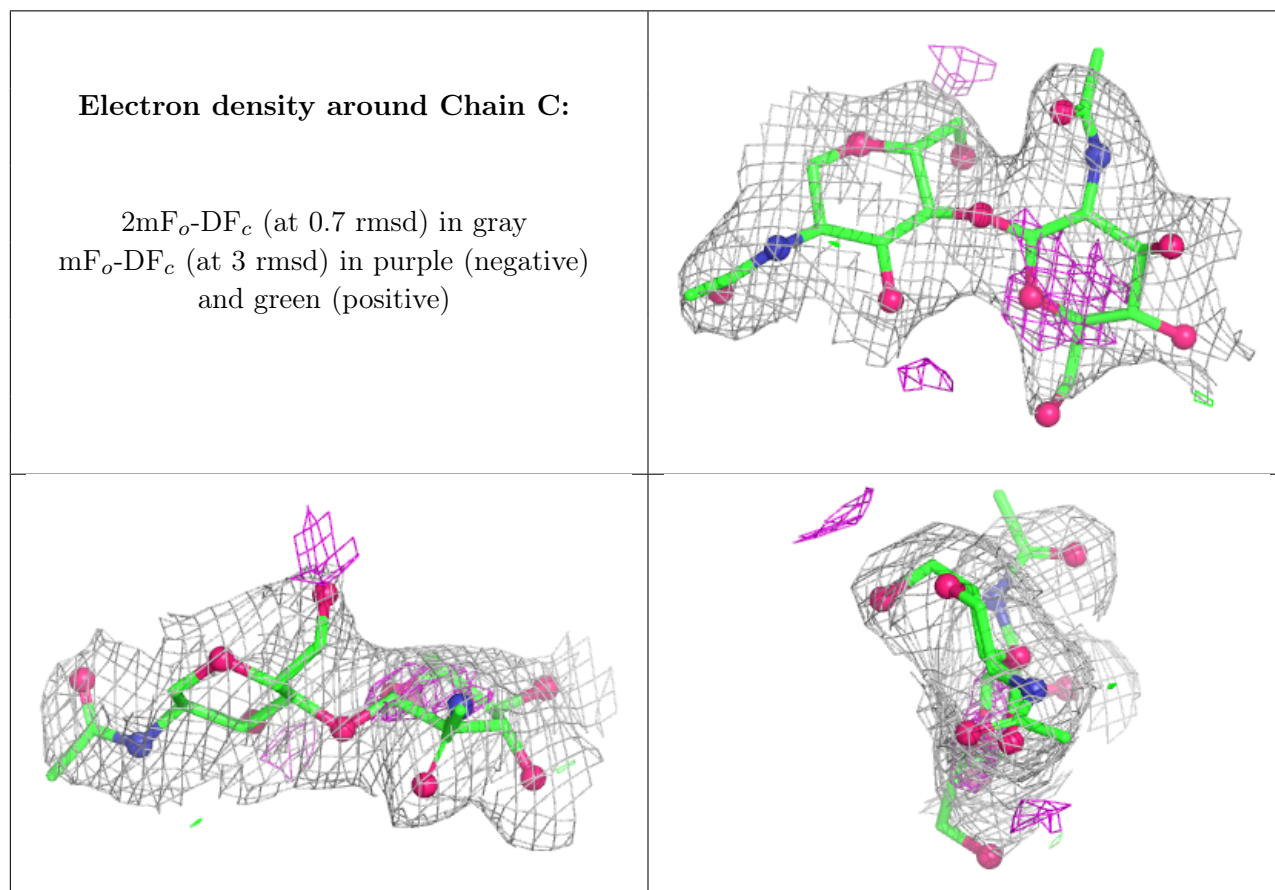 Electron density around Chain C:
2mFo-DFc (at 0.7 rmsd) in gray
mFo-DFc (at 3 rmsd) in purple (negative)
and green (positive)